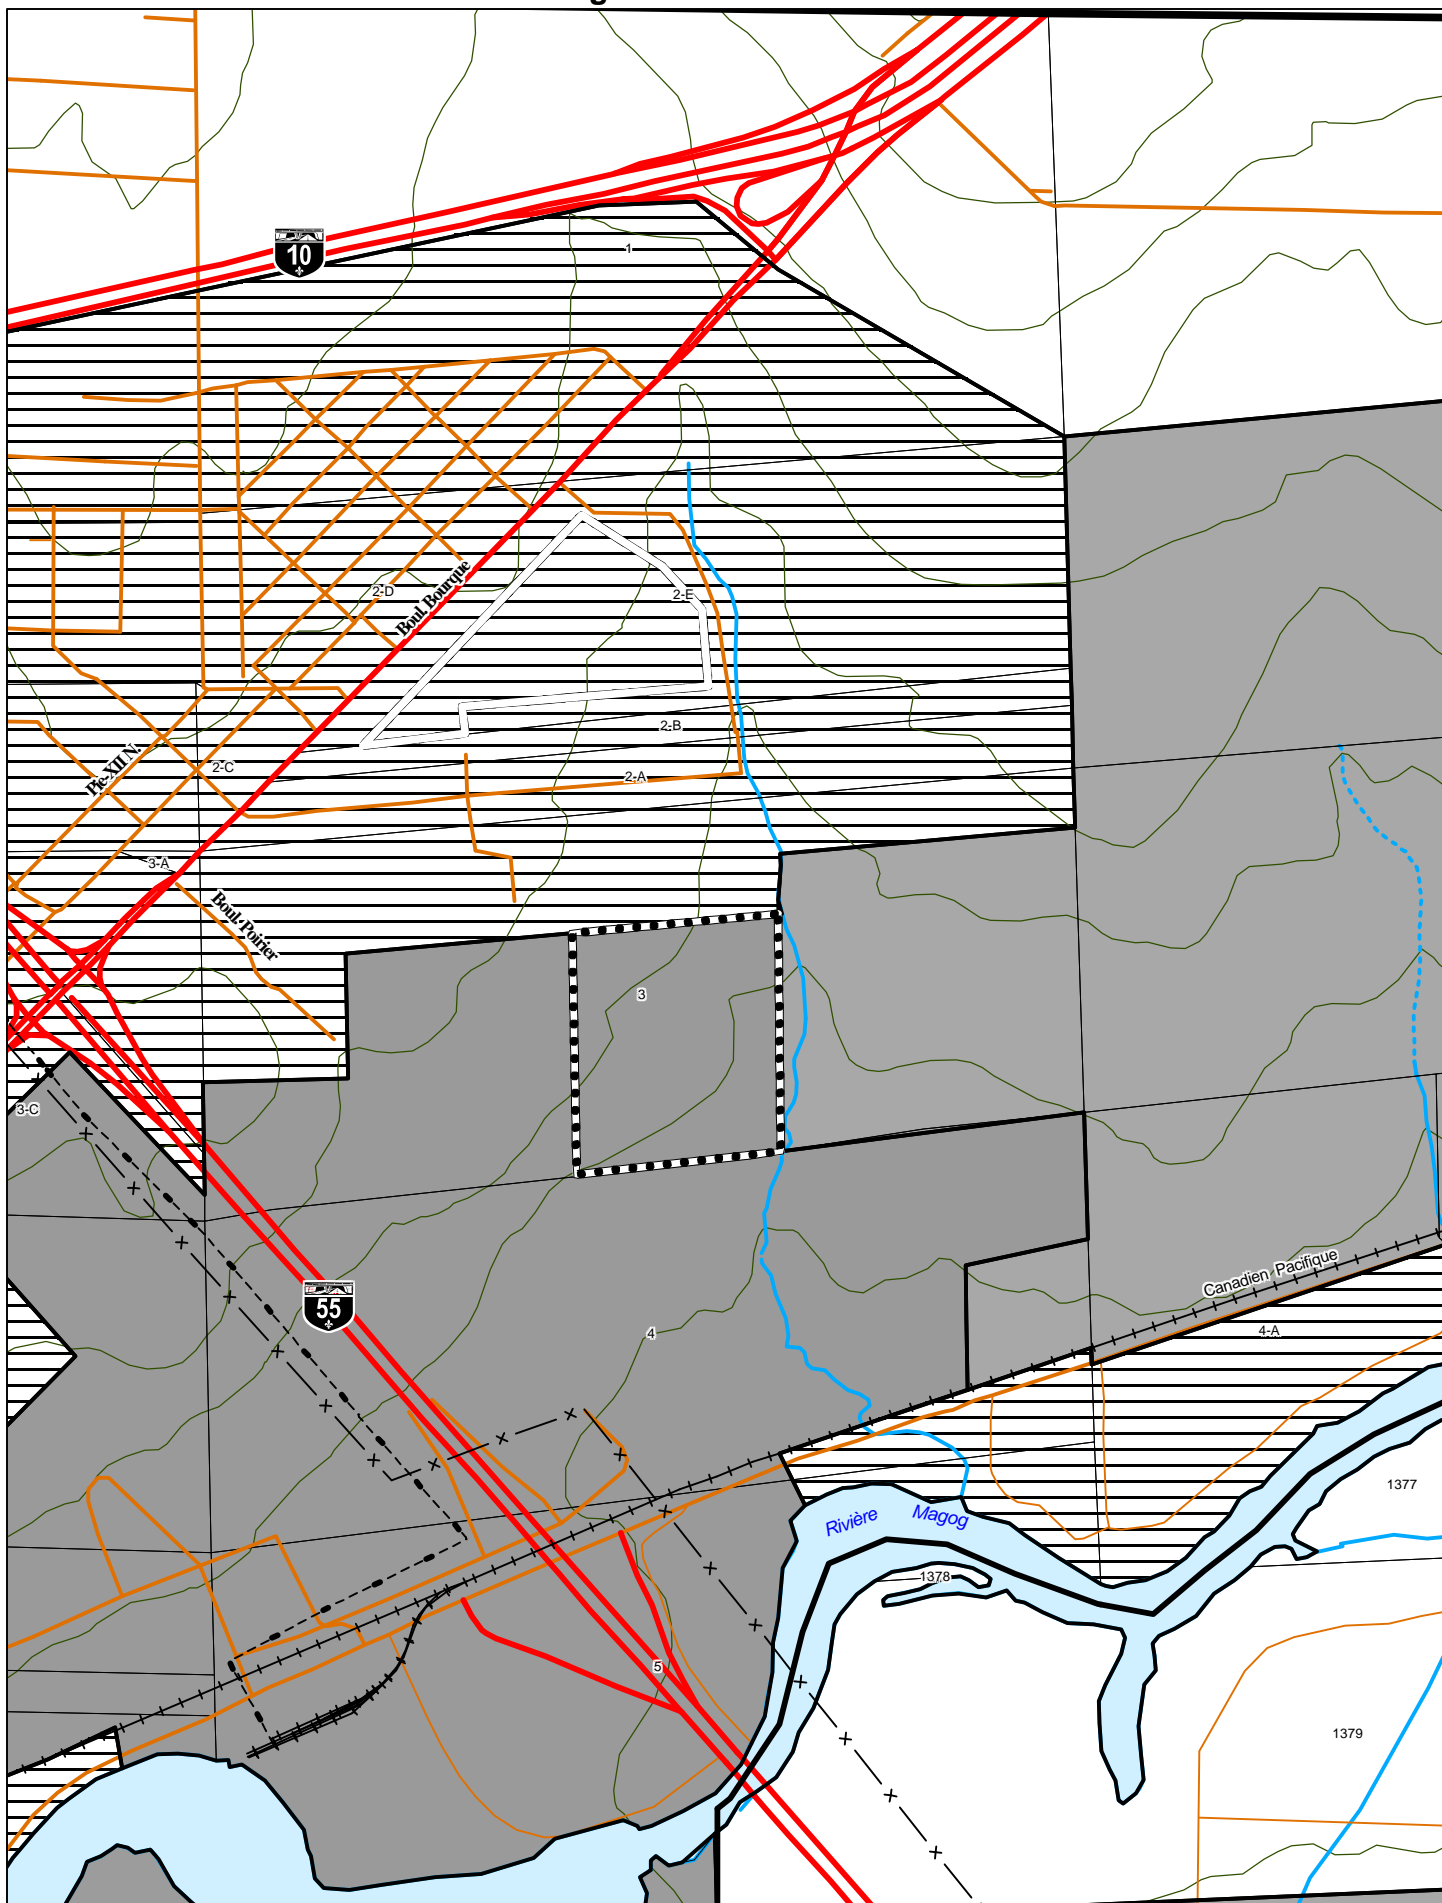 g
1
10
2-D
Boul. Bourque
2-E
2-B
Pie-XII N.
2-C
2-A
3-A
Boul. Poirier
3
3-C
Canadien Pacifique
55
4
4-A
1377
Rivière Magog
1378
5
1379